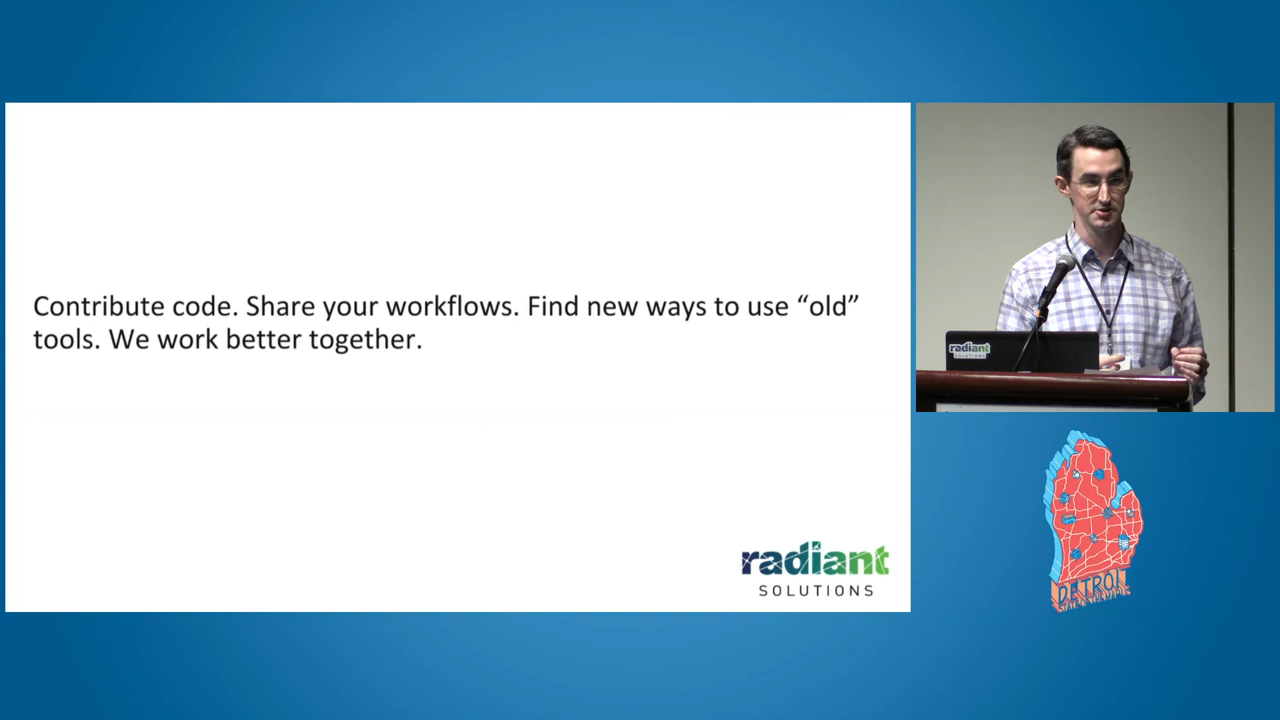 Contribute code. Share your workflows. Find new ways to use “old”
tools. We work better together.
radiant
SOLUTIONS
radiant
SOLUTIONS
DETROIT